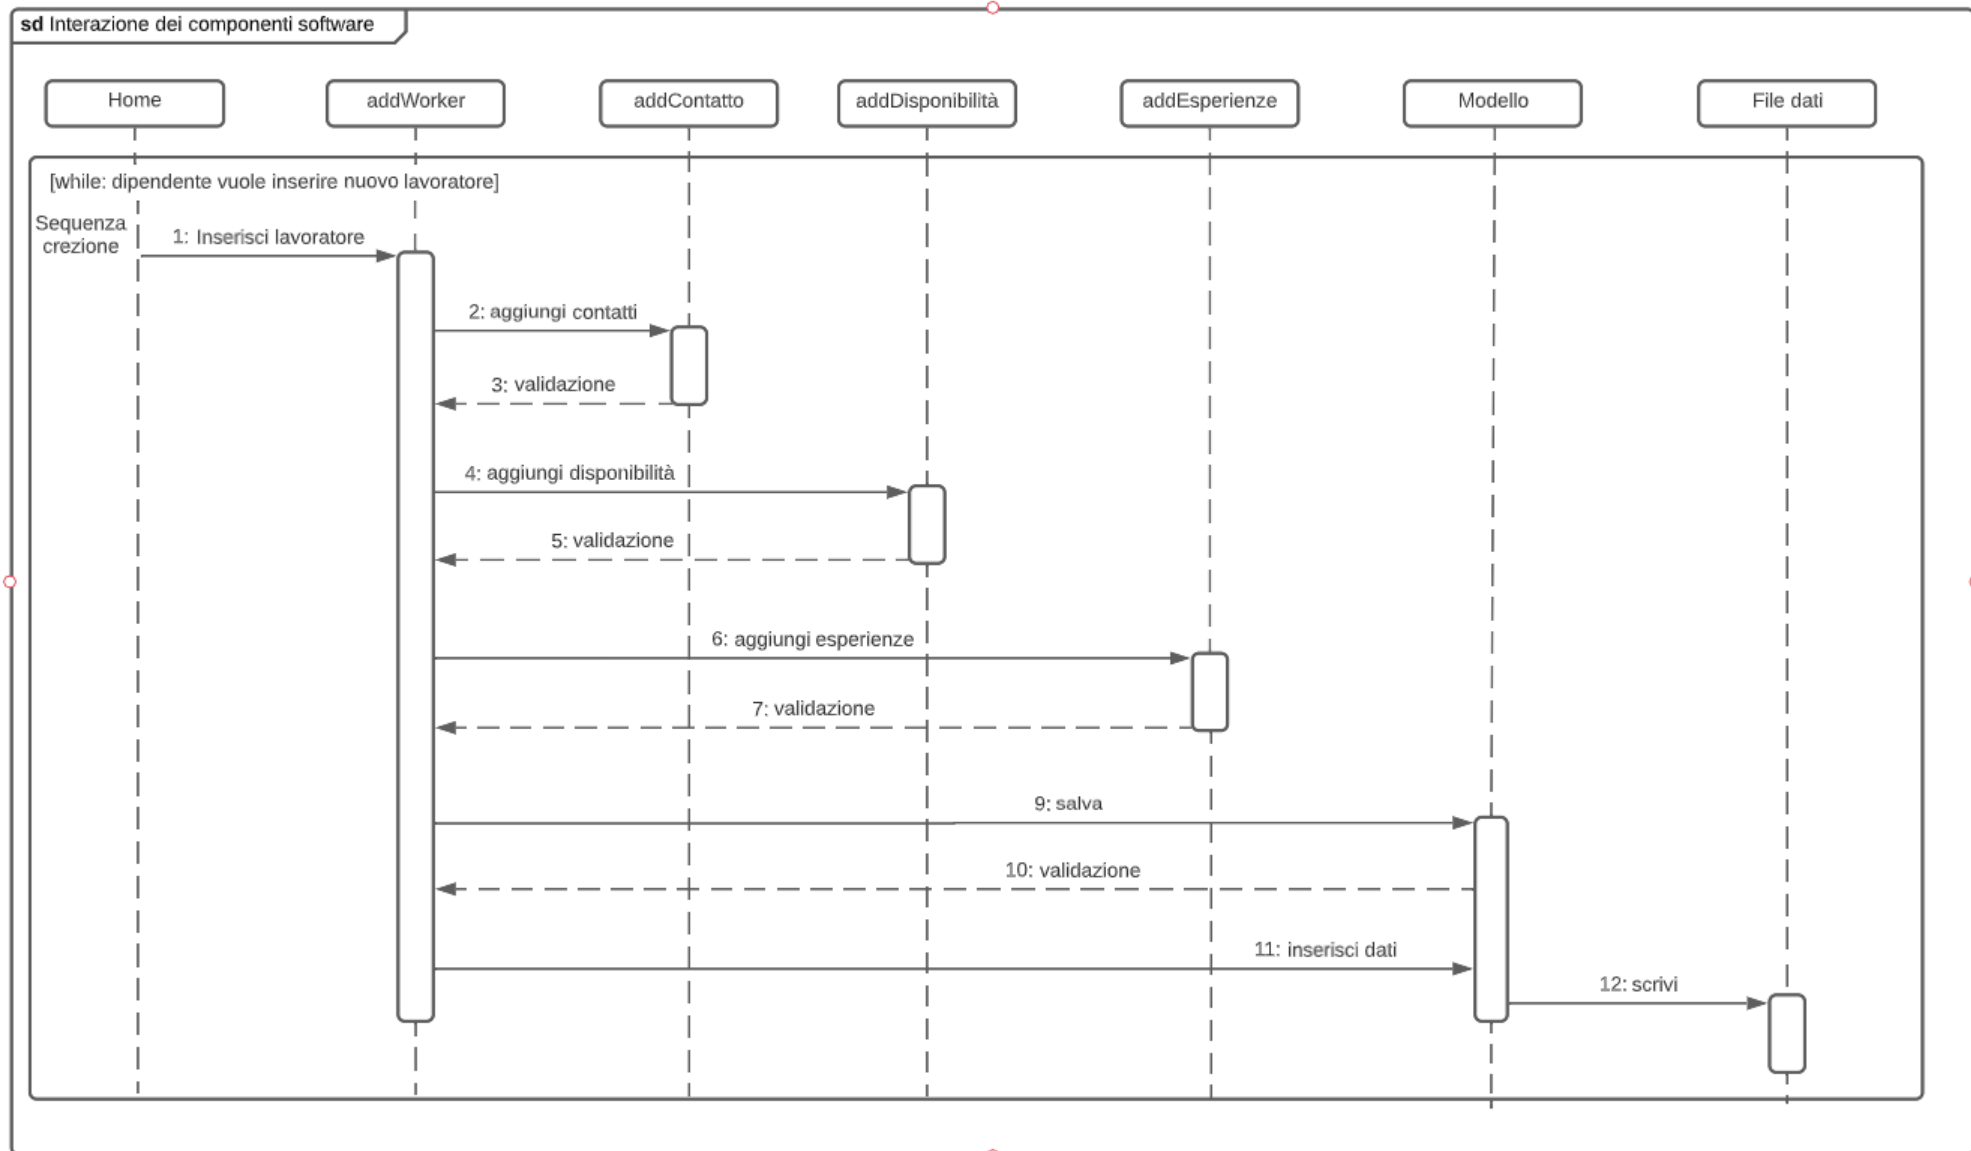 sd Interazione dei componenti software
Home
addWorker
addContatto
addDisponibilità
addEsperienze
Modello
File dati
[while: dipendente vuole inserire nuovo lavoratore]
Sequenza
crezione
1: Inserisci lavoratore
2: aggiungi contatti
3: validazione
4: aggiungi disponibilità
5: validazione
6: aggiungi esperienze
7: validazione
9: salva
10: validazione
11: inserisci dati
12: scrivi